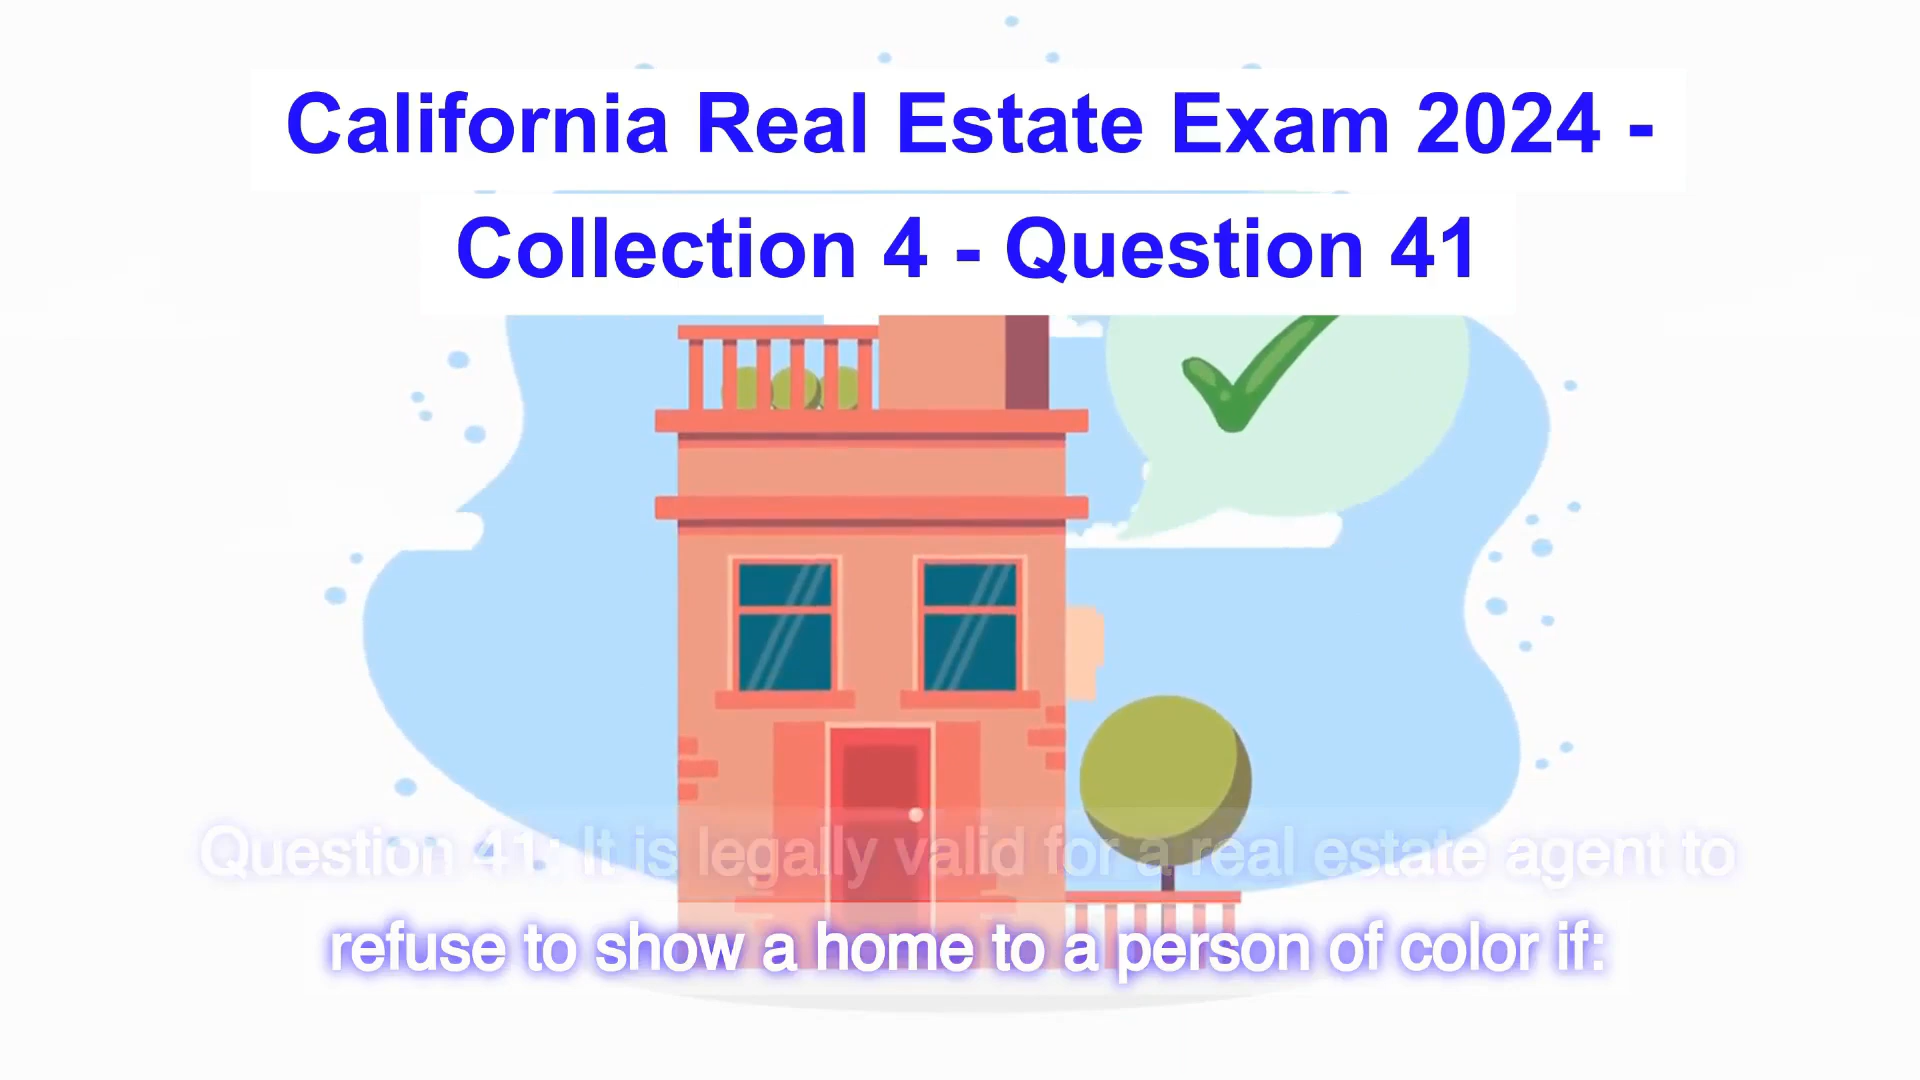 California Real Estate Exam 2024 -
Collection 4 - Question 41
Question 41: It is legally valid for a real estate agent to
refuse to show a home to a person of color if: